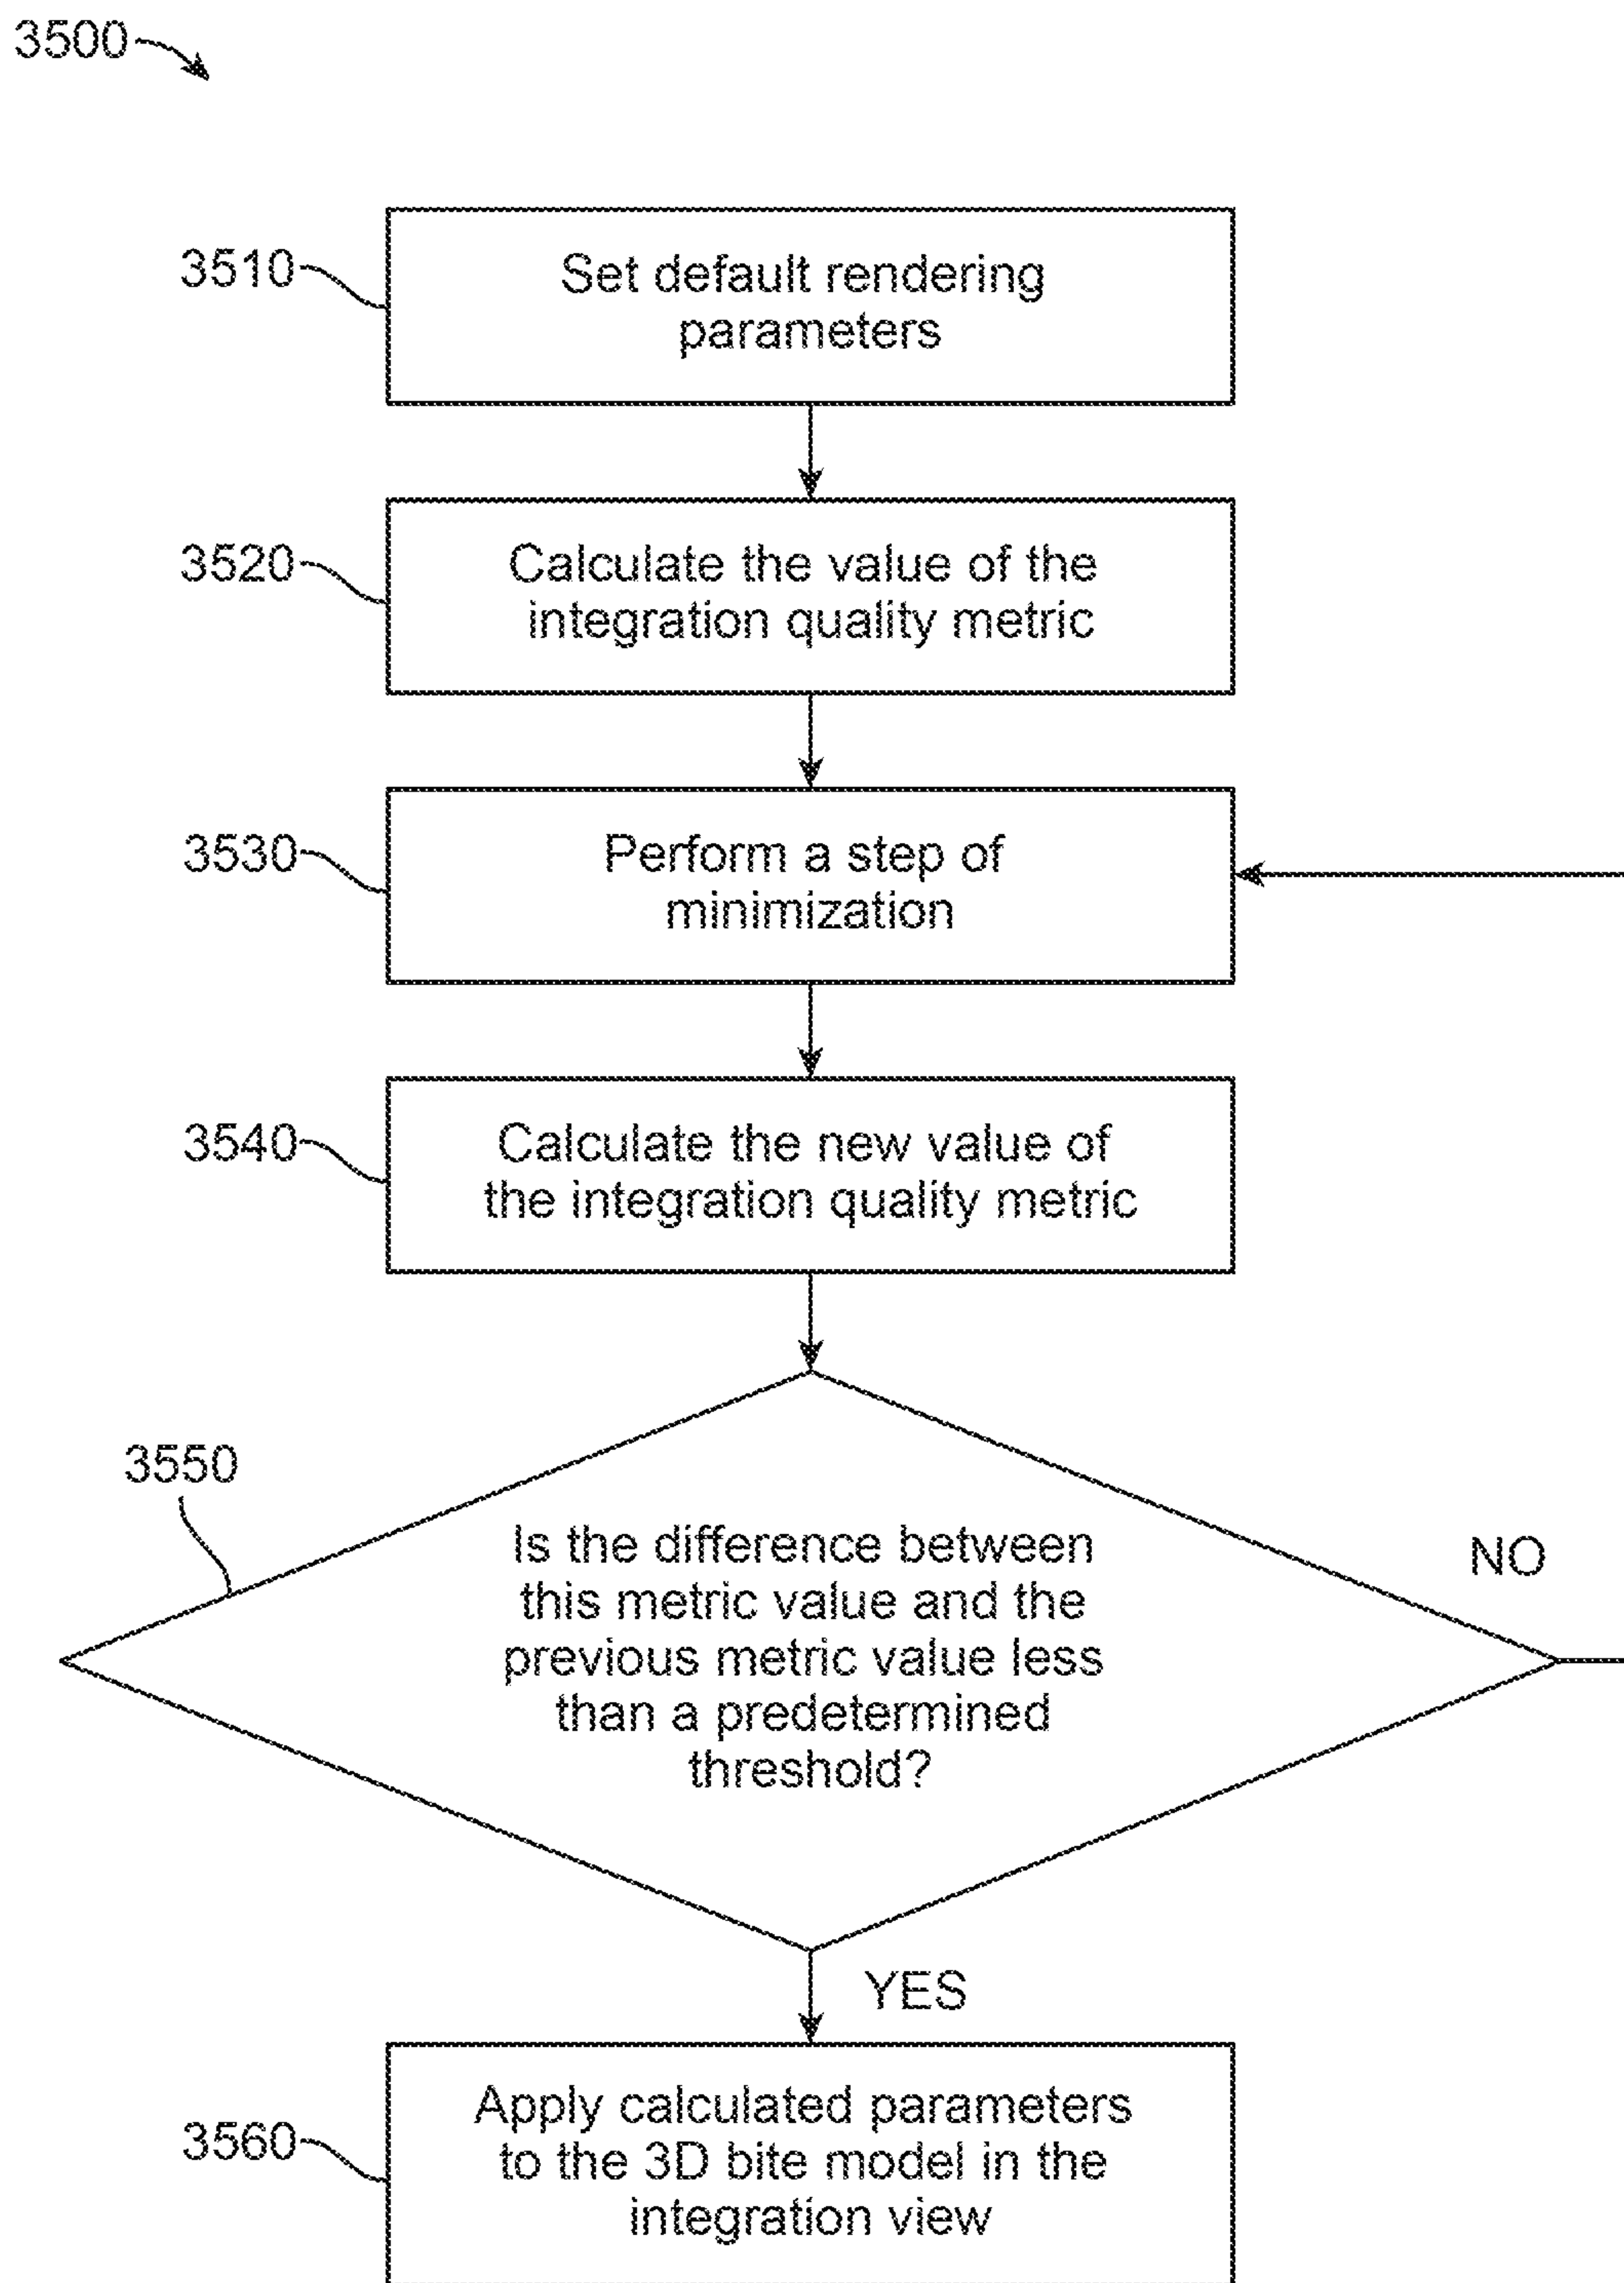 3500
3510
Set default rendering
parameters
3520
Calculate the value of the
integration quality metric
3530
Perform a step of
minimization
3540
Calculate the new value of
the integration quality metric
3550
Is the difference between
this metric value and the
previous metric value less
than a predetermined
threshold?
NO
YES
3560
Apply calculated parameters
to the 3D bite model in the
integration view